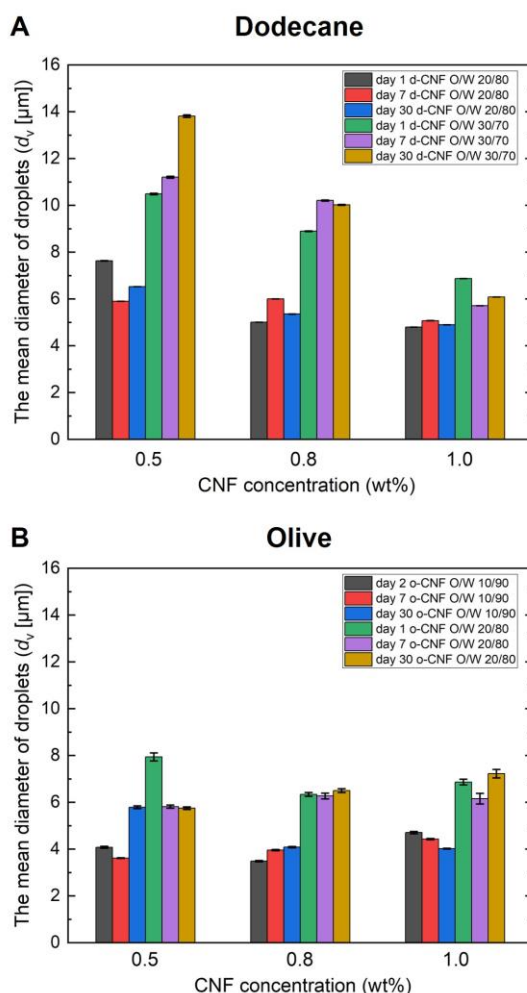 A
Dodecane
The mean diameter of droplets (dᵥ [µm])
16
14
12
10
8
6
4
2
0
day 1 d-CNF O/W 20/80
day 7 d-CNF O/W 20/80
day 30 d-CNF O/W 20/80
day 1 d-CNF O/W 30/70
day 7 d-CNF O/W 30/70
day 30 d-CNF O/W 30/70
0.5 0.8 1.0
CNF concentration (wt%)
B
Olive
The mean diameter of droplets (dᵥ [µm])
16
14
12
10
8
6
4
2
0
day 2 o-CNF O/W 10/90
day 7 o-CNF O/W 10/90
day 30 o-CNF O/W 10/90
day 1 o-CNF O/W 20/80
day 7 o-CNF O/W 20/80
day 30 o-CNF O/W 20/80
0.5 0.8 1.0
CNF concentration (wt%)